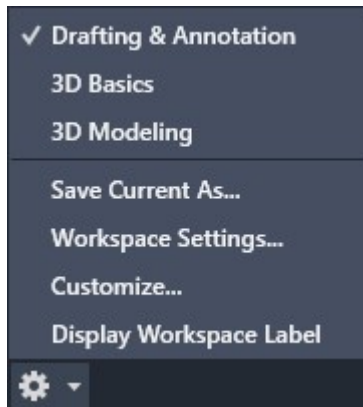 Drafting & Annotation
3D Basics
3D Modeling
Save Current As...
Workspace Settings...
Customize...
Display Workspace Label